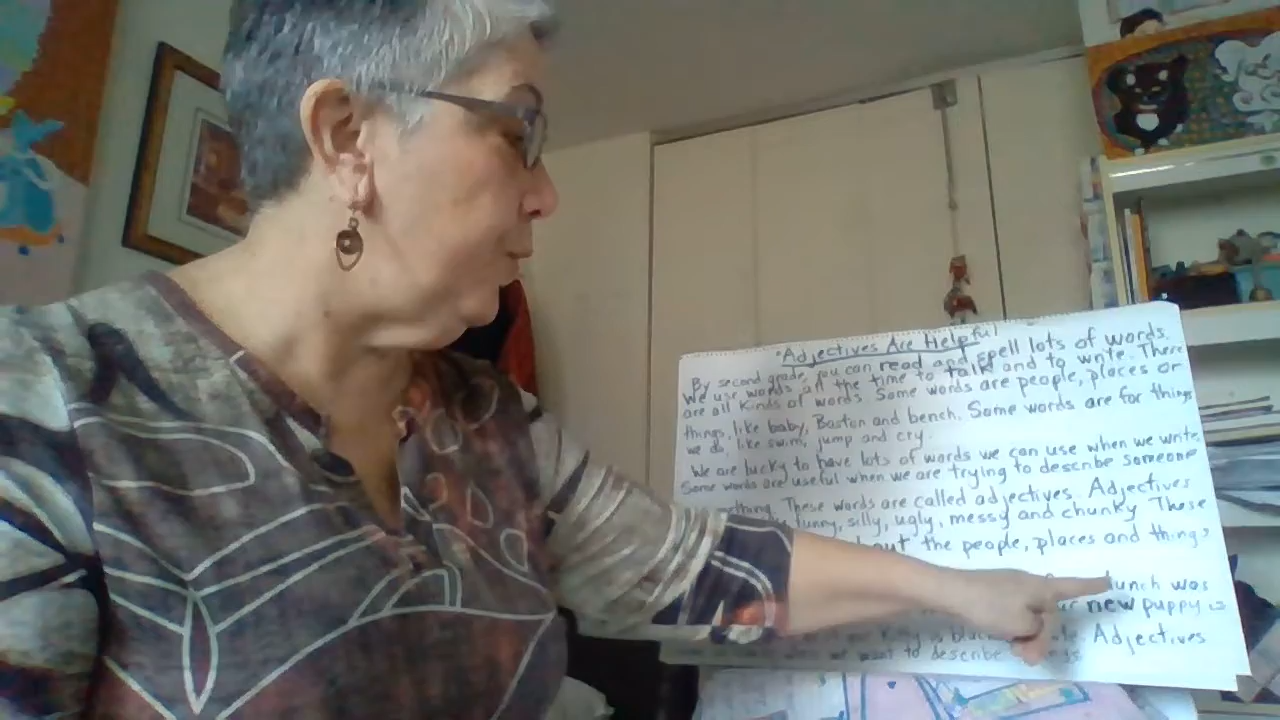 "Adjectives Are Helpful
By second grade, you can read and spell lots of words.
We use words all the time to talk and to write. There
are all kinds of words. Some words are people, places or
things, like baby, Boston and bench. Some words are for things
we do, like swim, jump and cry.
We are lucky to have lots of words we can use when we write
Some words are useful when we are trying to describe someone
These words are called adjectives. Adjectives
funny, silly, ugly, messy and chunky. These
about the people, places and things
lunch was
new puppy is
is black Adjectives
want to describe